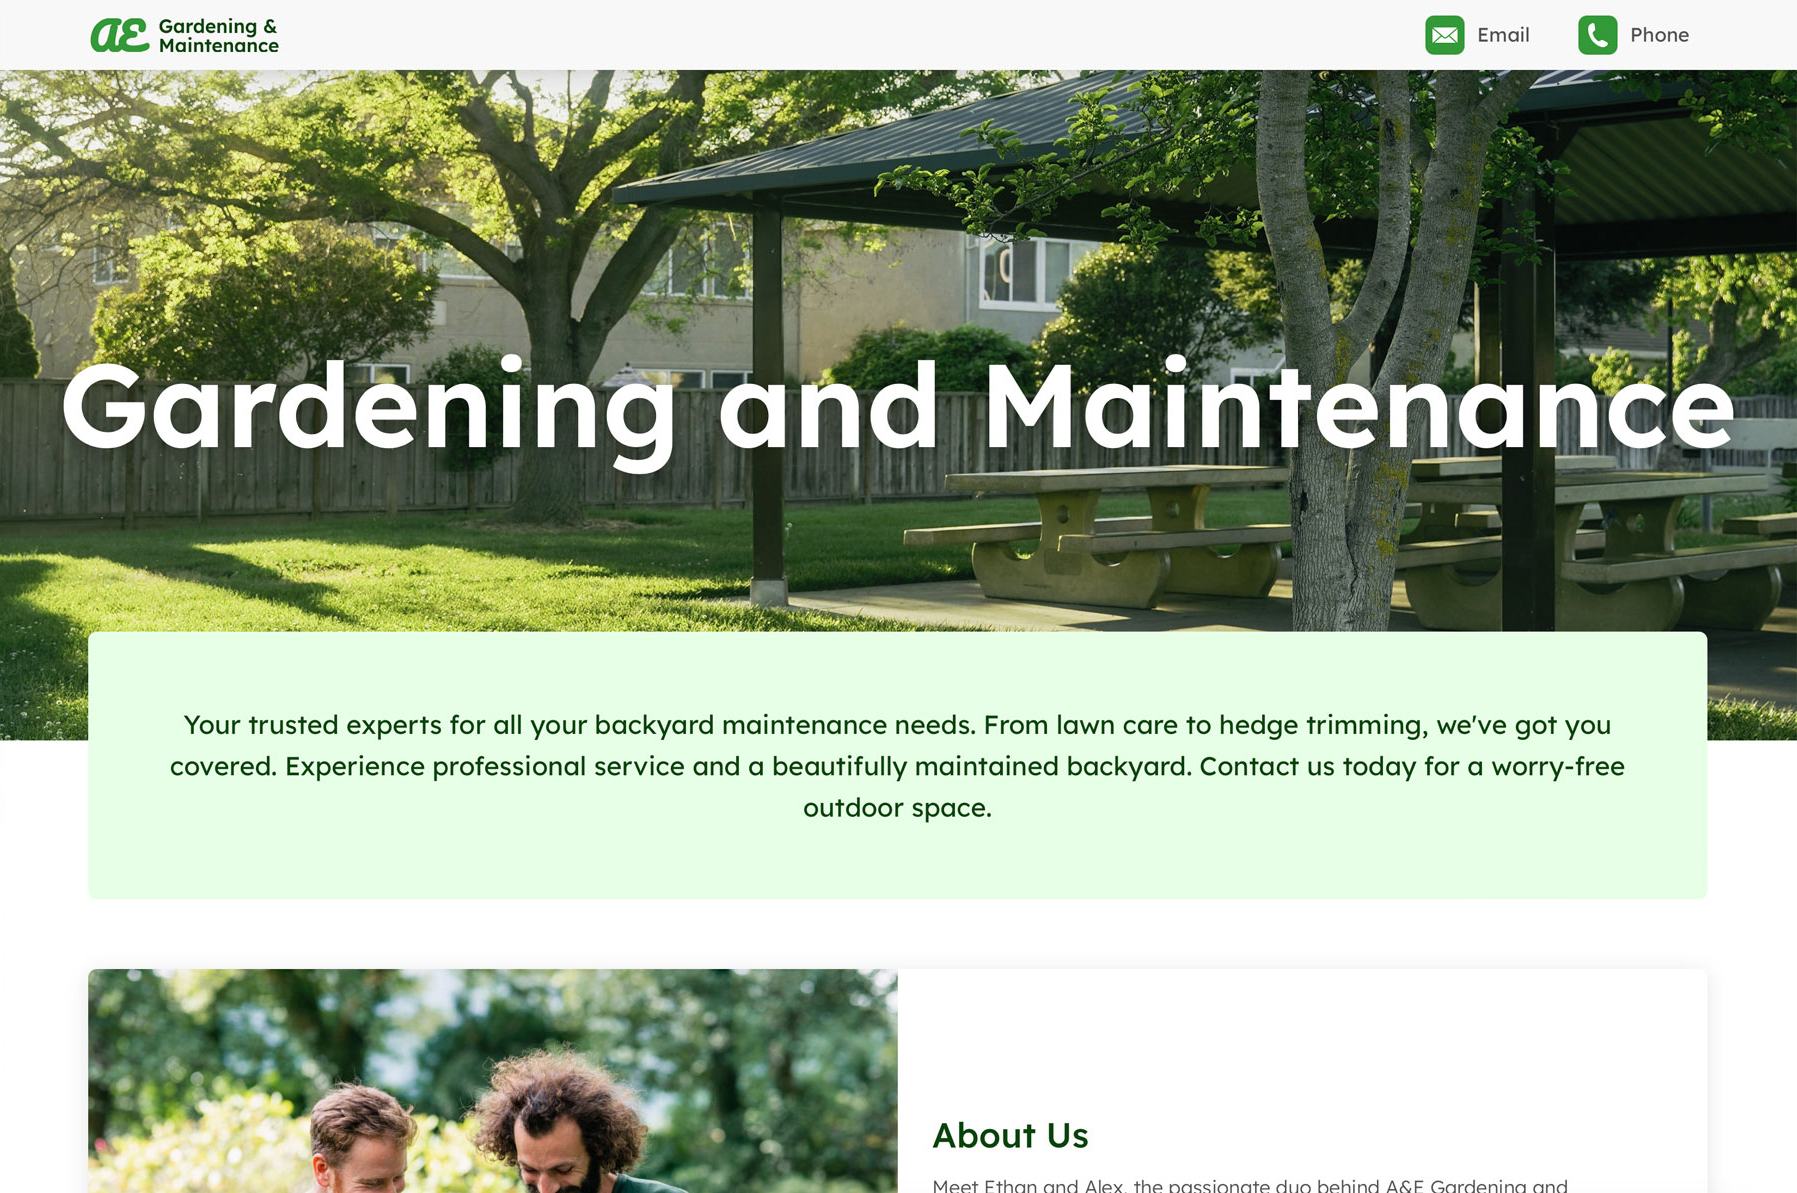 AE Gardening &
Maintenance
Email
Phone
Gardening and Maintenance
Your trusted experts for all your backyard maintenance needs. From lawn care to hedge trimming, we've got you
covered. Experience professional service and a beautifully maintained backyard. Contact us today for a worry-free
outdoor space.
About Us
Meet Ethan and Alex, the passionate duo behind A&E Gardening and